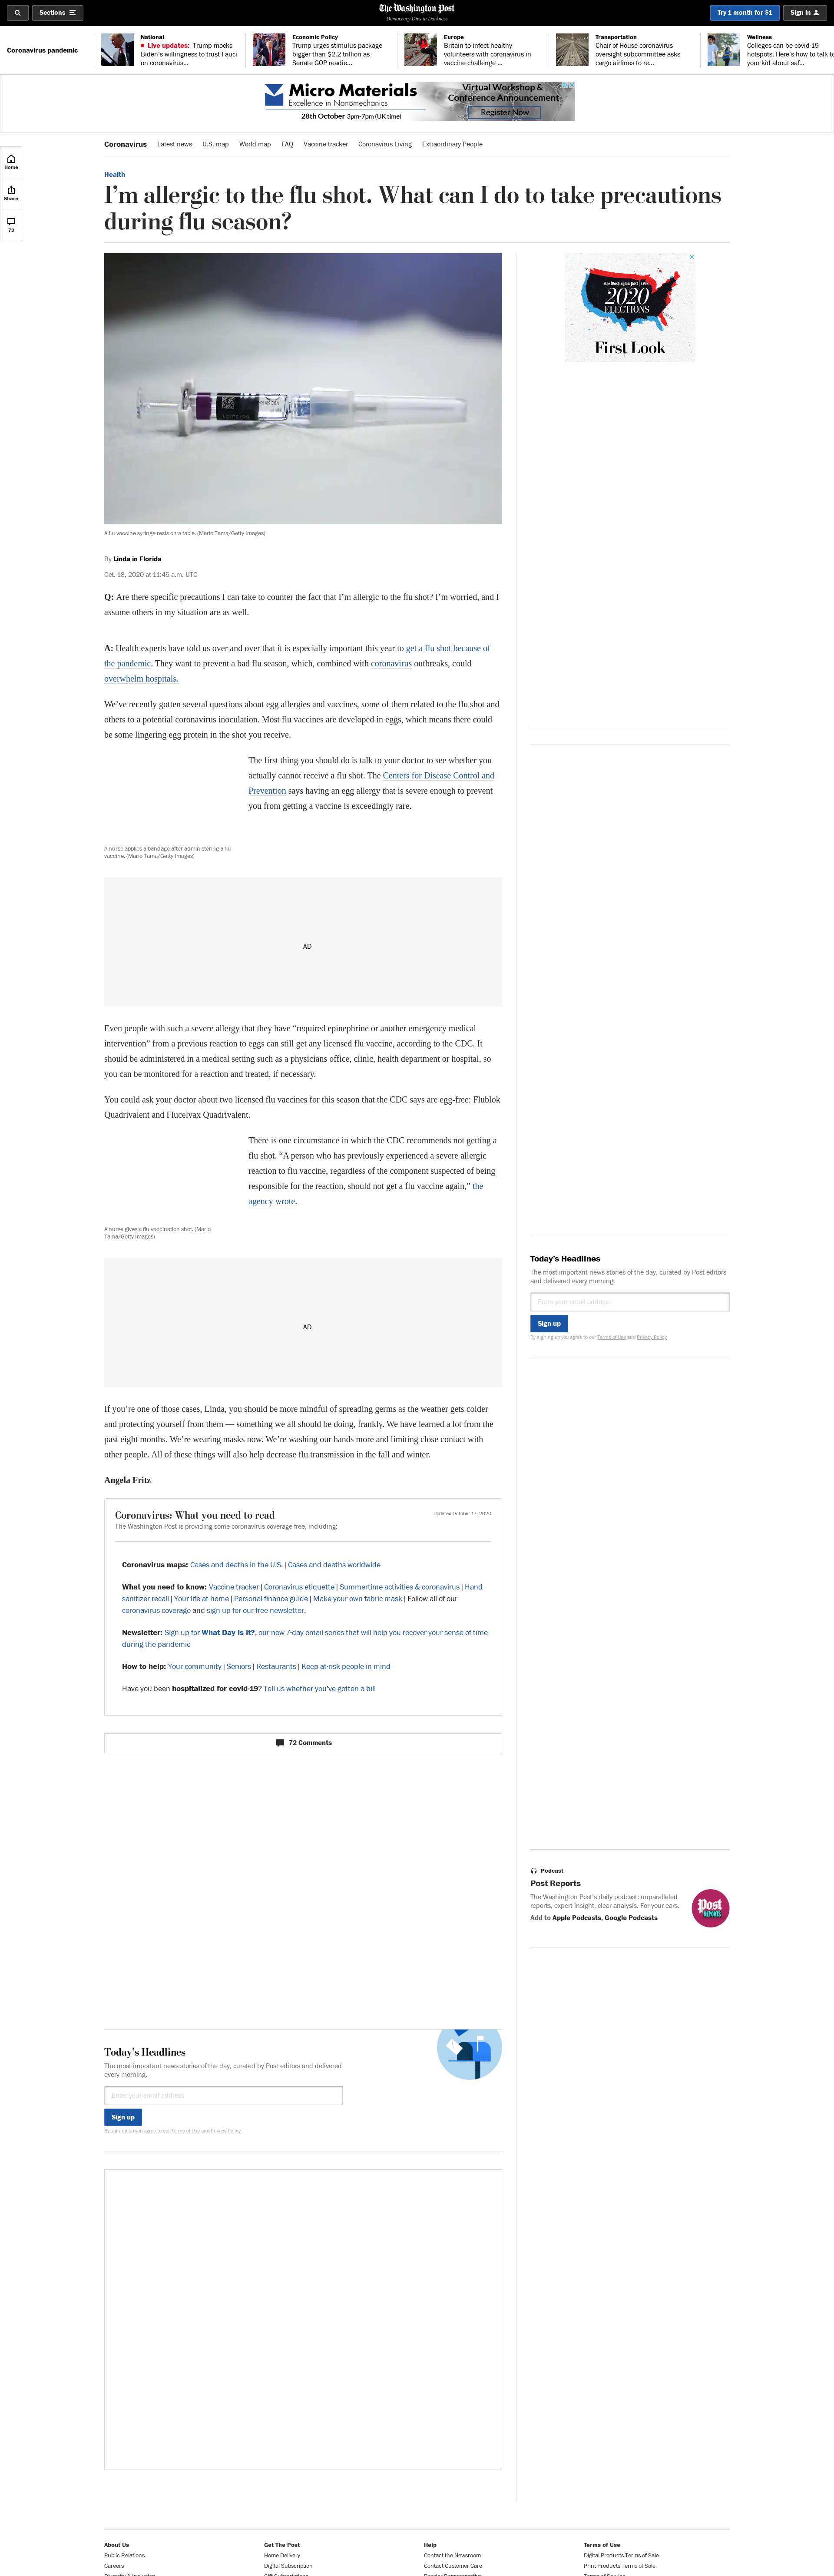 Sections
The Washington Post
Democracy Dies in Darkness
Try 1 month for $1
Sign in
Coronavirus pandemic
National
Live updates: Trump mocks
Biden's willingness to trust Fauci
on coronavirus...
Economic Policy
Trump urges stimulus package
bigger than $2.2 trillion as
Senate GOP readie...
Europe
Britain to infect healthy
volunteers with coronavirus in
vaccine challenge ...
Transportation
Chair of House coronavirus
oversight subcommittee asks
cargo airlines to re...
Wellness
Colleges can be covid-19
hotspots. Here's how to talk to
your kid about saf...
Micro Materials
Excellence in Nanomechanics
28th October 3pm-7pm (UK time)
Virtual Workshop &
Conference Announcement
Register Now
Coronavirus
Latest news
U.S. map
World map
FAQ
Vaccine tracker
Coronavirus Living
Extraordinary People
Home
Share
72
Health
I'm allergic to the flu shot. What can I do to take precautions
during flu season?
The Washington Post LIVE
2020
ELECTIONS
First Look
A flu vaccine syringe rests on a table. (Mario Tama/Getty Images)
By Linda in Florida
Oct. 18, 2020 at 11:45 a.m. UTC
Q: Are there specific precautions I can take to counter the fact that I'm allergic to the flu shot? I'm worried, and I
assume others in my situation are as well.
A: Health experts have told us over and over that it is especially important this year to get a flu shot because of
the pandemic. They want to prevent a bad flu season, which, combined with coronavirus outbreaks, could
overwhelm hospitals.
We've recently gotten several questions about egg allergies and vaccines, some of them related to the flu shot and
others to a potential coronavirus inoculation. Most flu vaccines are developed in eggs, which means there could
be some lingering egg protein in the shot you receive.
The first thing you should do is talk to your doctor to see whether you
actually cannot receive a flu shot. The Centers for Disease Control and
Prevention says having an egg allergy that is severe enough to prevent
you from getting a vaccine is exceedingly rare.
A nurse applies a bandage after administering a flu
vaccine. (Mario Tama/Getty Images)
AD
Even people with such a severe allergy that they have "required epinephrine or another emergency medical
intervention" from a previous reaction to eggs can still get any licensed flu vaccine, according to the CDC. It
should be administered in a medical setting such as a physicians office, clinic, health department or hospital, so
you can be monitored for a reaction and treated, if necessary.
You could ask your doctor about two licensed flu vaccines for this season that the CDC says are egg-free: Flublok
Quadrivalent and Flucelvax Quadrivalent.
There is one circumstance in which the CDC recommends not getting a
flu shot. "A person who has previously experienced a severe allergic
reaction to flu vaccine, regardless of the component suspected of being
responsible for the reaction, should not get a flu vaccine again," the
agency wrote.
A nurse gives a flu vaccination shot. (Mario
Tama/Getty Images)
AD
If you're one of those cases, Linda, you should be more mindful of spreading germs as the weather gets colder
and protecting yourself from them — something we all should be doing, frankly. We have learned a lot from the
past eight months. We're wearing masks now. We're washing our hands more and limiting close contact with
other people. All of these things will also help decrease flu transmission in the fall and winter.
Angela Fritz
Coronavirus: What you need to read
Updated October 17, 2020
The Washington Post is providing some coronavirus coverage free, including:
Coronavirus maps: Cases and deaths in the U.S. | Cases and deaths worldwide
What you need to know: Vaccine tracker | Coronavirus etiquette | Summertime activities & coronavirus | Hand
sanitizer recall | Your life at home | Personal finance guide | Make your own fabric mask | Follow all of our
coronavirus coverage and sign up for our free newsletter.
Newsletter: Sign up for What Day Is It?, our new 7-day email series that will help you recover your sense of time
during the pandemic
How to help: Your community | Seniors | Restaurants | Keep at-risk people in mind
Have you been hospitalized for covid-19? Tell us whether you've gotten a bill
72 Comments
Today's Headlines
The most important news stories of the day, curated by Post editors
and delivered every morning.
Enter your email address
Sign up
By signing up you agree to our Terms of Use and Privacy Policy
Podcast
Post Reports
The Washington Post's daily podcast: unparalleled
reports, expert insight, clear analysis. For your ears.
Add to Apple Podcasts, Google Podcasts
Post
REPORTS
Today's Headlines
The most important news stories of the day, curated by Post editors and delivered
every morning.
Enter your email address
Sign up
By signing up you agree to our Terms of Use and Privacy Policy
About Us
Public Relations
Careers
Get The Post
Home Delivery
Digital Subscription
Help
Contact the Newsroom
Contact Customer Care
Terms of Use
Digital Products Terms of Sale
Print Products Terms of Sale